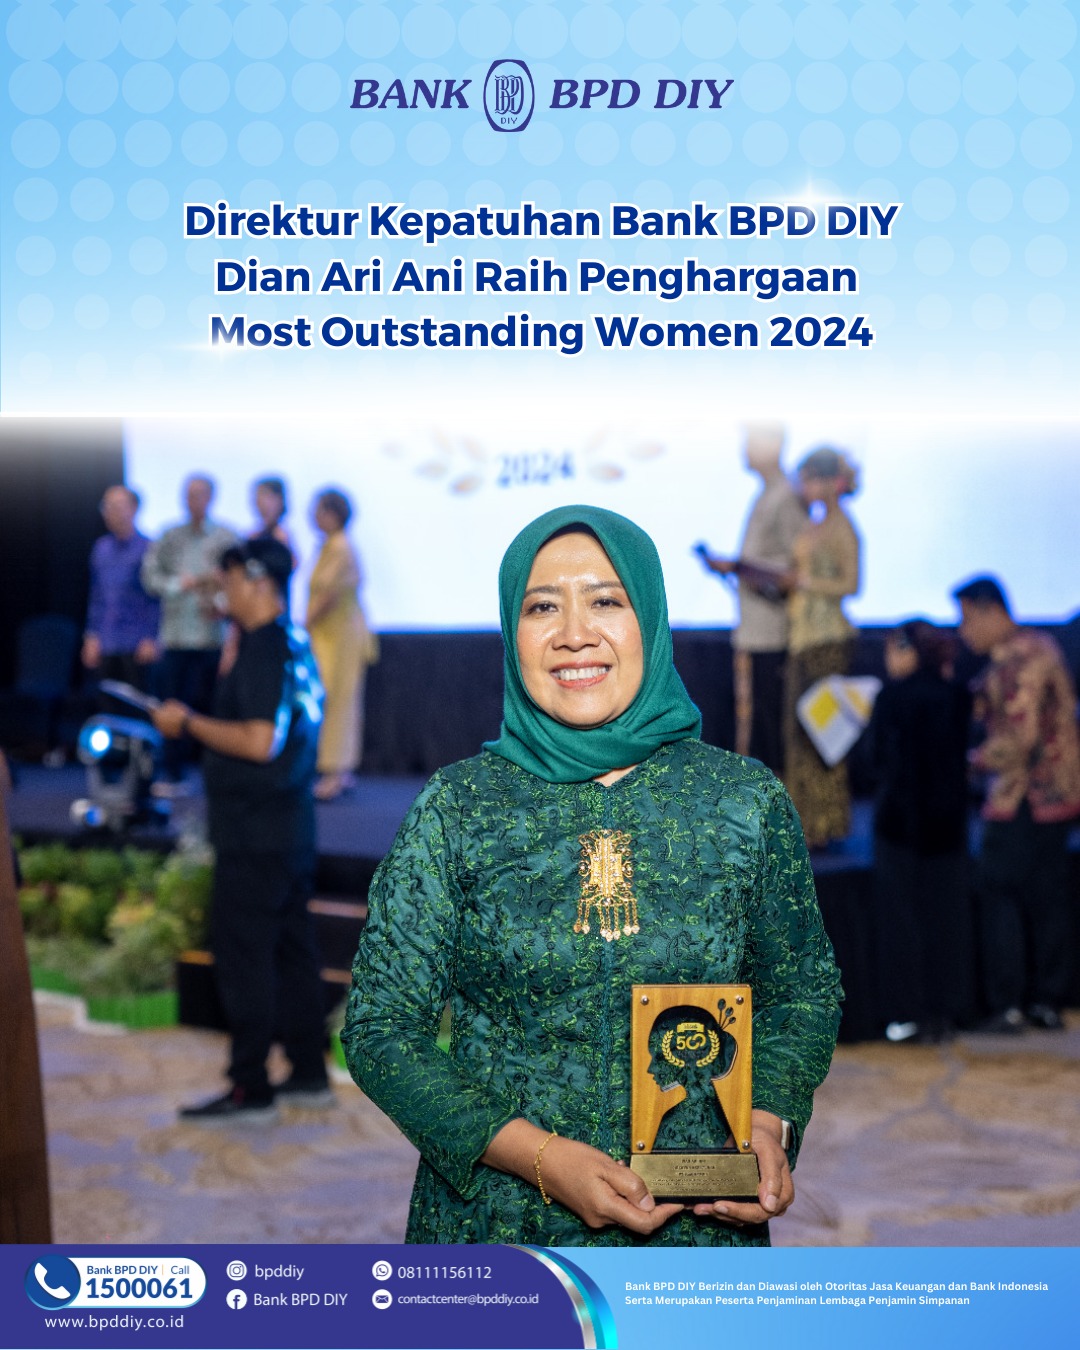 BANK BPD DIY BPD DIY
Direktur Kepatuhan Bank BPD DIY
Dian Ari Ani Raih Penghargaan
Most Outstanding Women 2024
2024
50
Bank BPD DIY | Call
1500061
www.bpddiy.co.id
bpddiy
Bank BPD DIY
08111156112
contactcenter@bpddiy.co.id
Bank BPD DIY Berizin dan Diawasi oleh Otoritas Jasa Keuangan dan Bank Indonesia
Serta Merupakan Peserta Penjaminan Lembaga Penjamin Simpanan